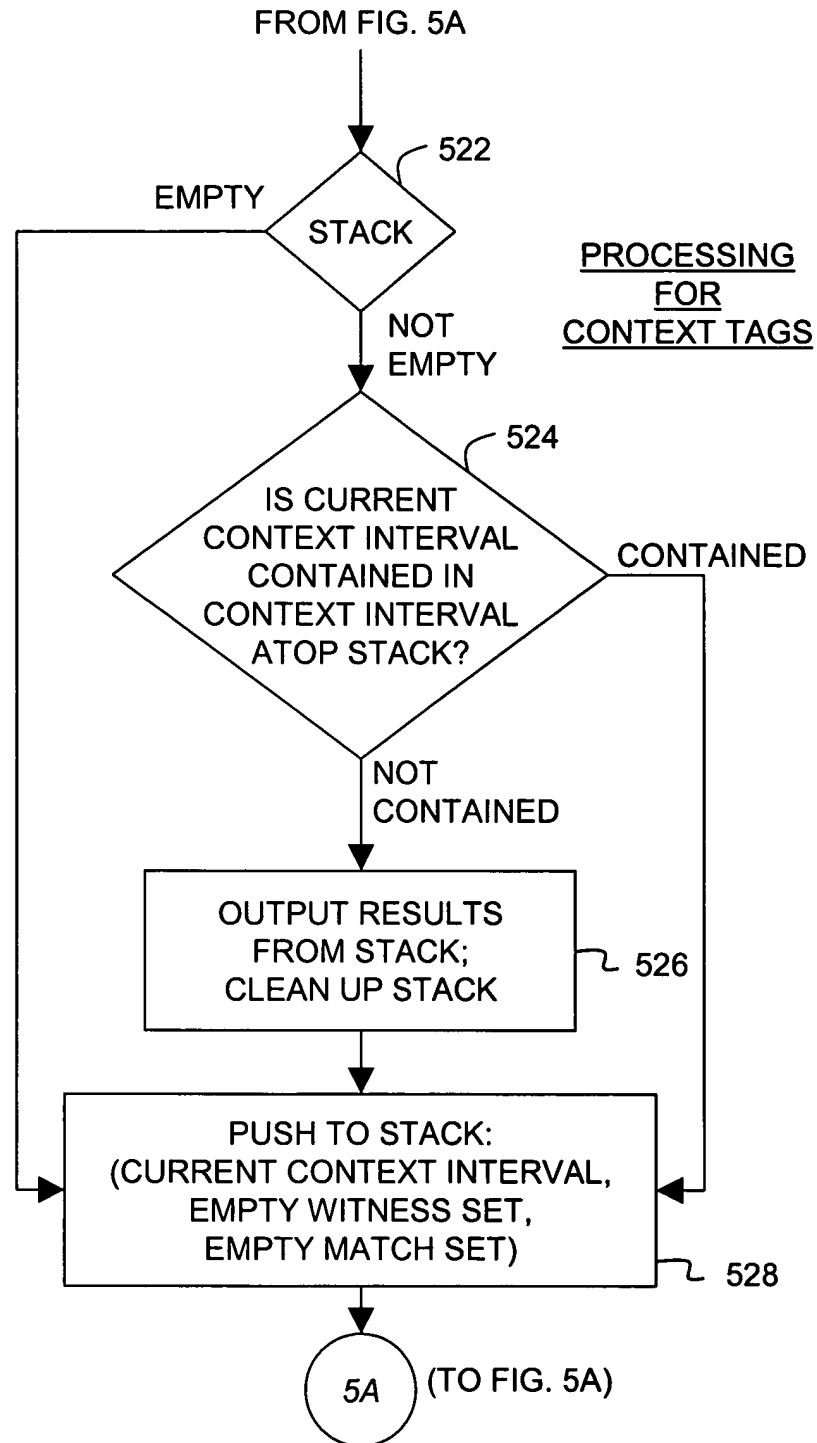 FROM FIG. 5A
522
EMPTY
STACK
PROCESSING
FOR
CONTEXT TAGS
NOT
EMPTY
524
IS CURRENT
CONTEXT INTERVAL
CONTAINED IN
CONTEXT INTERVAL
ATOP STACK?
CONTAINED
NOT
CONTAINED
OUTPUT RESULTS
FROM STACK;
CLEAN UP STACK
526
PUSH TO STACK:
(CURRENT CONTEXT INTERVAL,
EMPTY WITNESS SET,
EMPTY MATCH SET)
528
5A
(TO FIG. 5A)